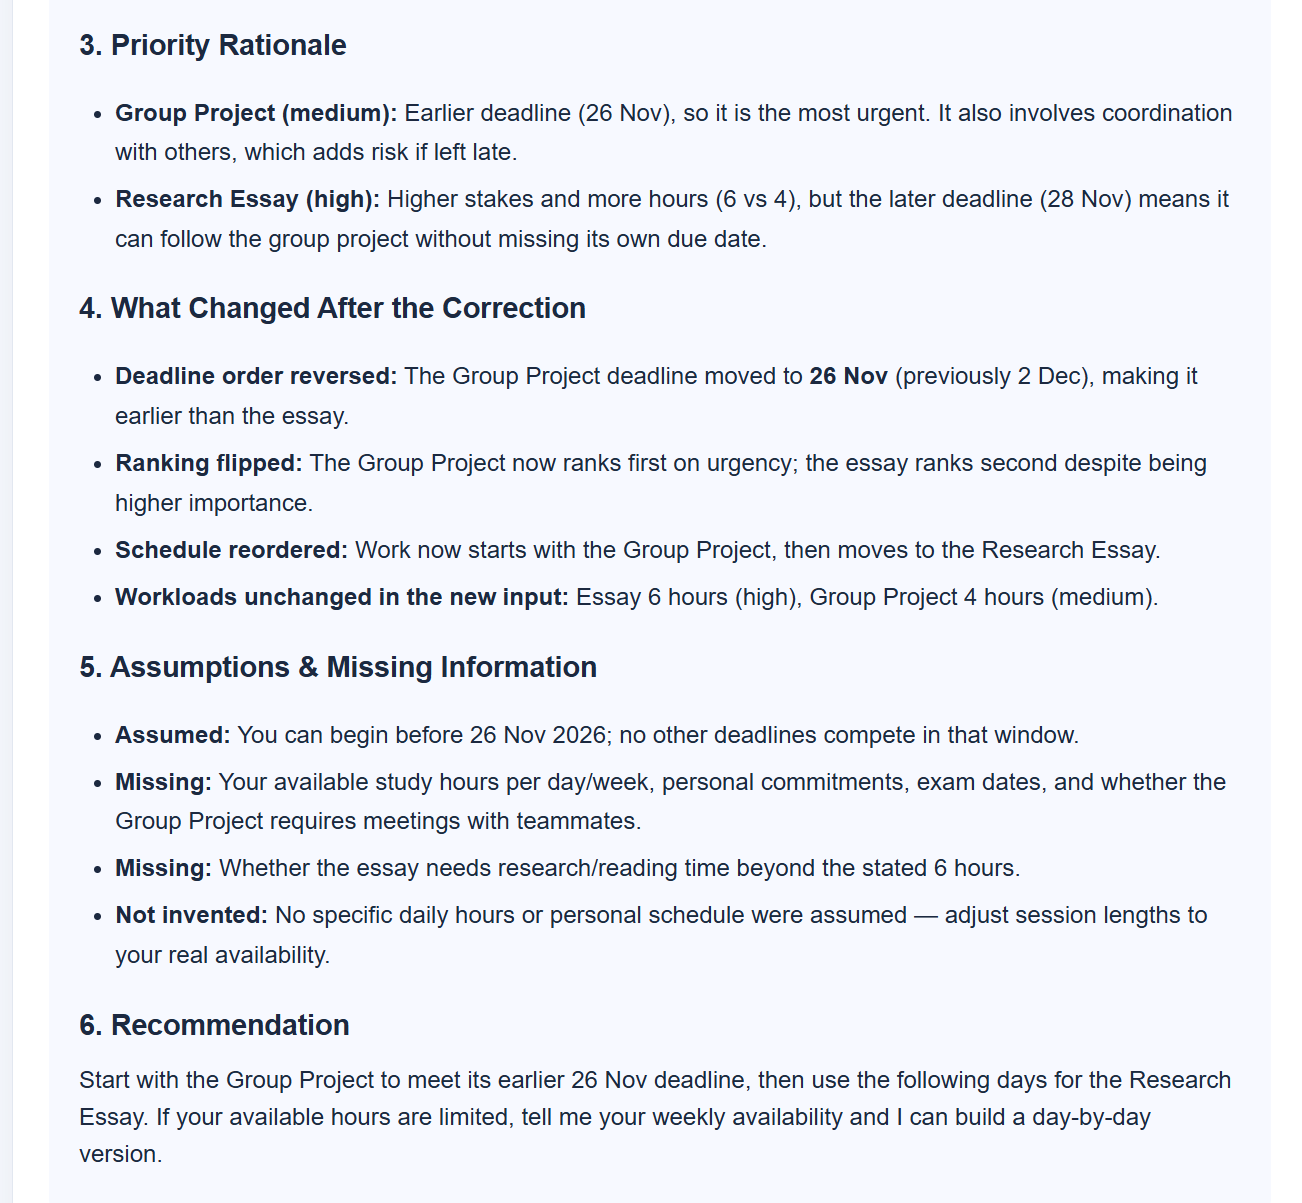 3. Priority Rationale
• Group Project (medium): Earlier deadline (26 Nov), so it is the most urgent. It also involves coordination
with others, which adds risk if left late.
• Research Essay (high): Higher stakes and more hours (6 vs 4), but the later deadline (28 Nov) means it
can follow the group project without missing its own due date.
4. What Changed After the Correction
• Deadline order reversed: The Group Project deadline moved to 26 Nov (previously 2 Dec), making it
earlier than the essay.
• Ranking flipped: The Group Project now ranks first on urgency; the essay ranks second despite being
higher importance.
• Schedule reordered: Work now starts with the Group Project, then moves to the Research Essay.
• Workloads unchanged in the new input: Essay 6 hours (high), Group Project 4 hours (medium).
5. Assumptions & Missing Information
• Assumed: You can begin before 26 Nov 2026; no other deadlines compete in that window.
• Missing: Your available study hours per day/week, personal commitments, exam dates, and whether the
Group Project requires meetings with teammates.
• Missing: Whether the essay needs research/reading time beyond the stated 6 hours.
• Not invented: No specific daily hours or personal schedule were assumed — adjust session lengths to
your real availability.
6. Recommendation
Start with the Group Project to meet its earlier 26 Nov deadline, then use the following days for the Research
Essay. If your available hours are limited, tell me your weekly availability and I can build a day-by-day
version.